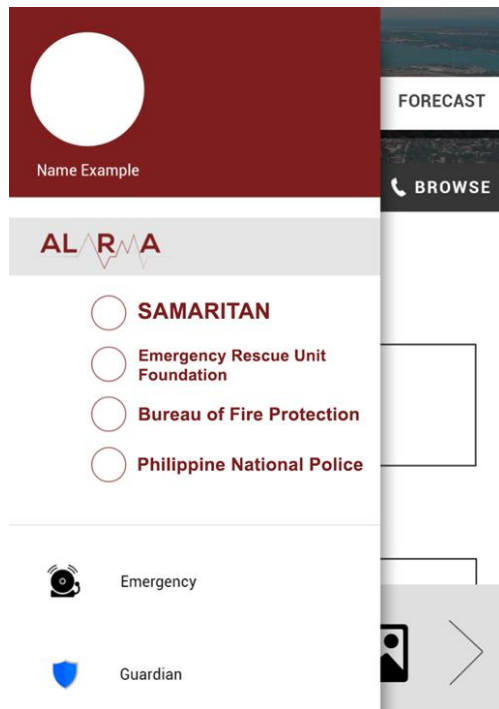 FORECAST
Name Example
BROWSE
ALARMA
SAMARITAN
Emergency Rescue Unit
Foundation
Bureau of Fire Protection
Philippine National Police
Emergency
Guardian